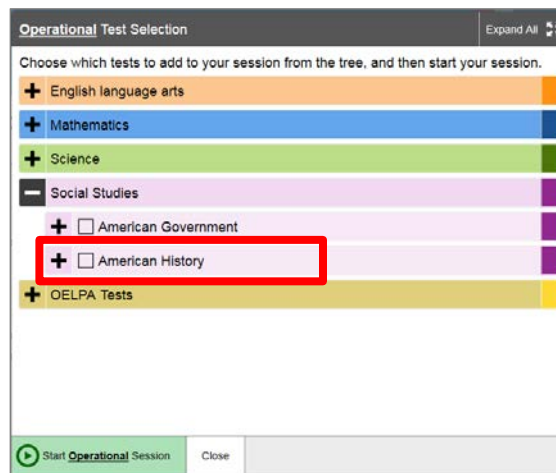 Operational Test Selection Expand All
Choose which tests to add to your session from the tree, and then start your session.
English language arts
Mathematics
Science
Social Studies
American Government
American History
OELPA Tests
Start Operational Session Close